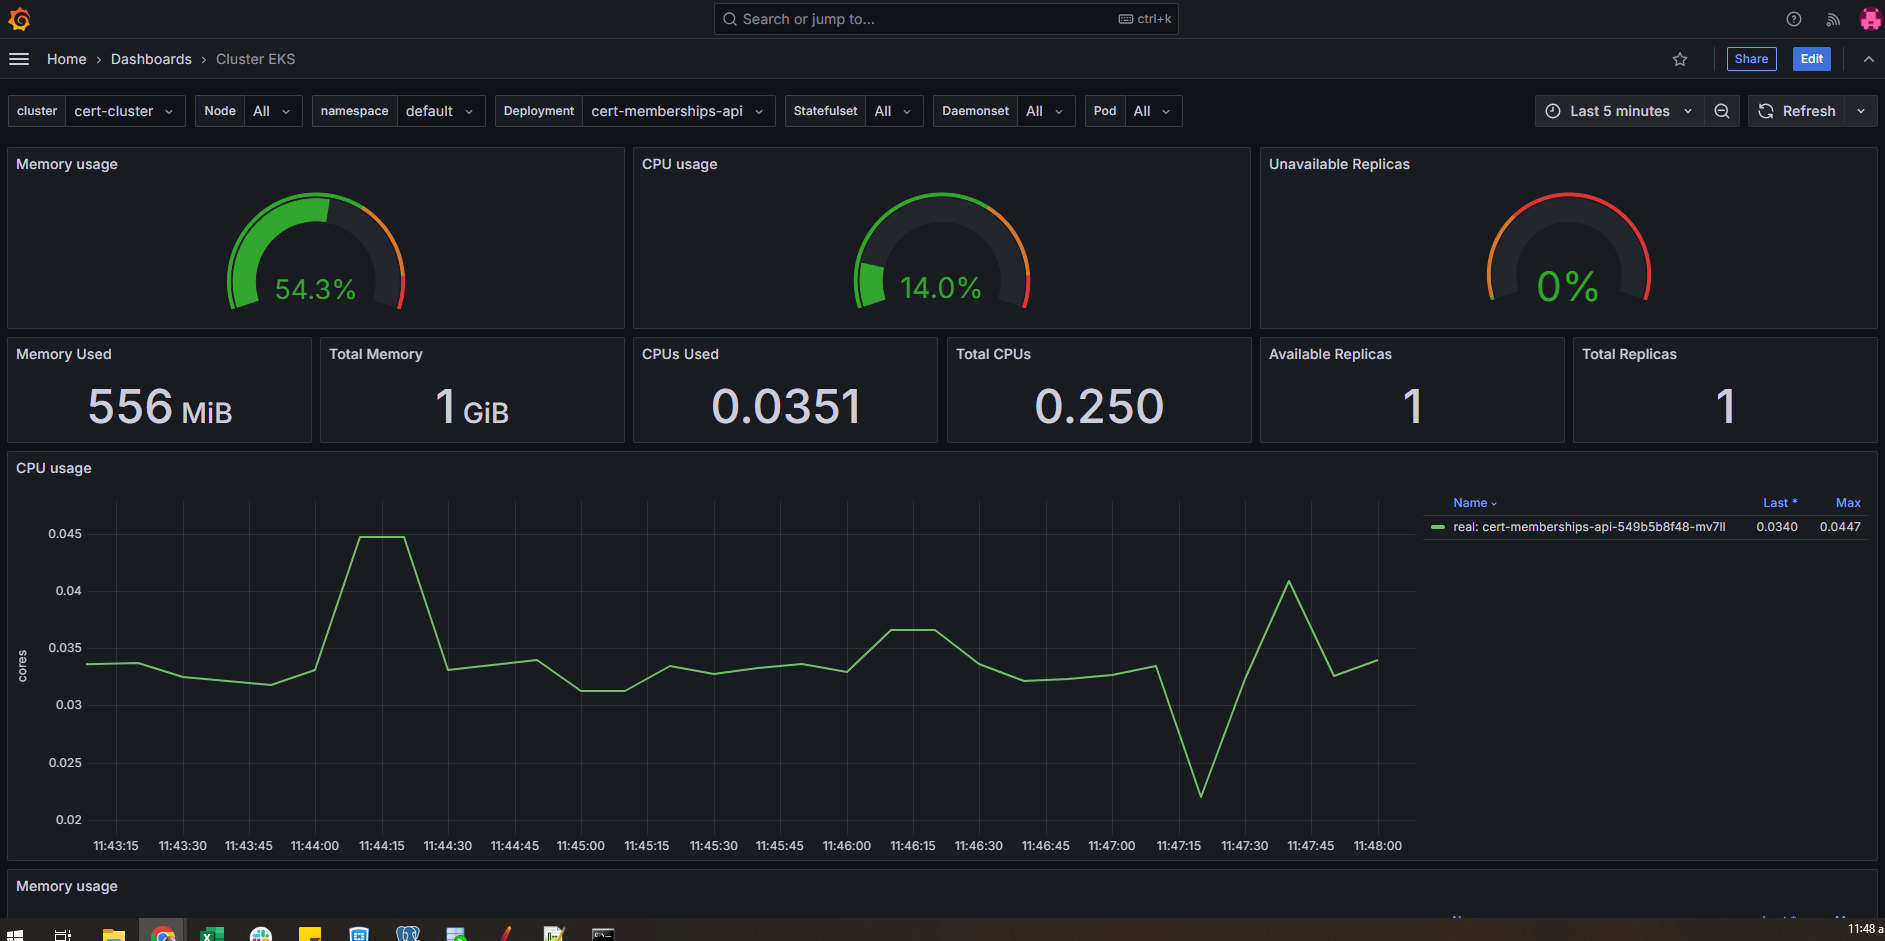 Search or jump to... ctrl+k
Home › Dashboards › Cluster EKS
Share Edit
cluster cert-cluster Node All namespace default Deployment cert-memberships-api Statefulset All Daemonset All Pod All Last 5 minutes Refresh
Memory usage
54.3%
CPU usage
14.0%
Unavailable Replicas
0%
Memory Used
556 MiB
Total Memory
1 GiB
CPUs Used
0.0351
Total CPUs
0.250
Available Replicas
1
Total Replicas
1
CPU usage
cores
0.045
0.04
0.035
0.03
0.025
0.02
11:43:15 11:43:30 11:43:45 11:44:00 11:44:15 11:44:30 11:44:45 11:45:00 11:45:15 11:45:30 11:45:45 11:46:00 11:46:15 11:46:30 11:46:45 11:47:00 11:47:15 11:47:30 11:47:45 11:48:00
Name Last * Max
real: cert-memberships-api-549b5b8f48-mv7ll 0.0340 0.0447
Memory usage
11:48 a